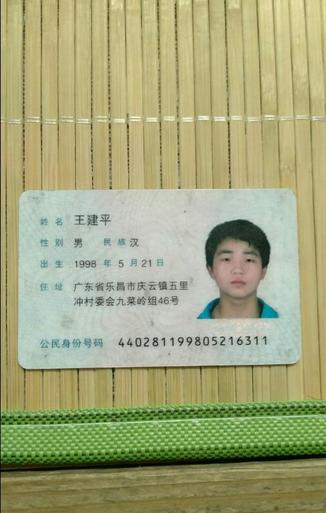 姓名 王建平
性别 男 民族 汉
出生 1998 年 5 月 21 日
住址 广东省乐昌市庆云镇五里
冲村委会九菜岭组46号
公民身份号码 440281199805216311